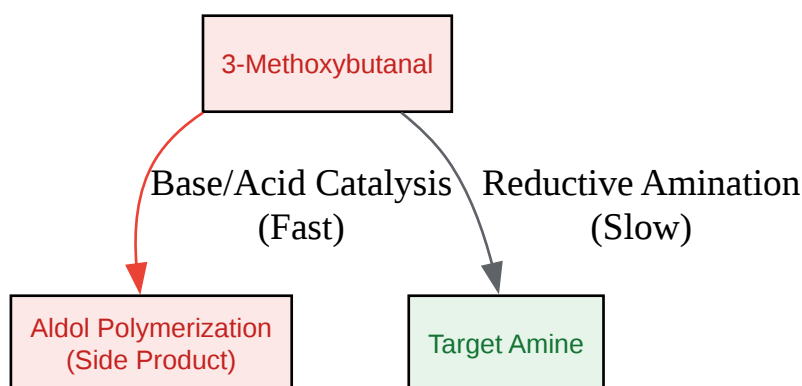 3-Methoxybutanal
Base/Acid Catalysis
(Fast)
Reductive Amination
(Slow)
Aldol Polymerization
(Side Product)
Target Amine